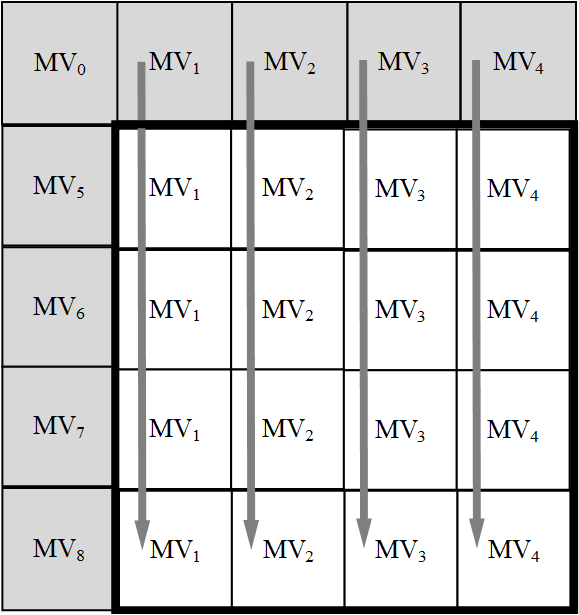 MV₀ MV₁ MV₂ MV₃ MV₄
MV₅ MV₁ MV₂ MV₃ MV₄
MV₆ MV₁ MV₂ MV₃ MV₄
MV₇ MV₁ MV₂ MV₃ MV₄
MV₈ MV₁ MV₂ MV₃ MV₄